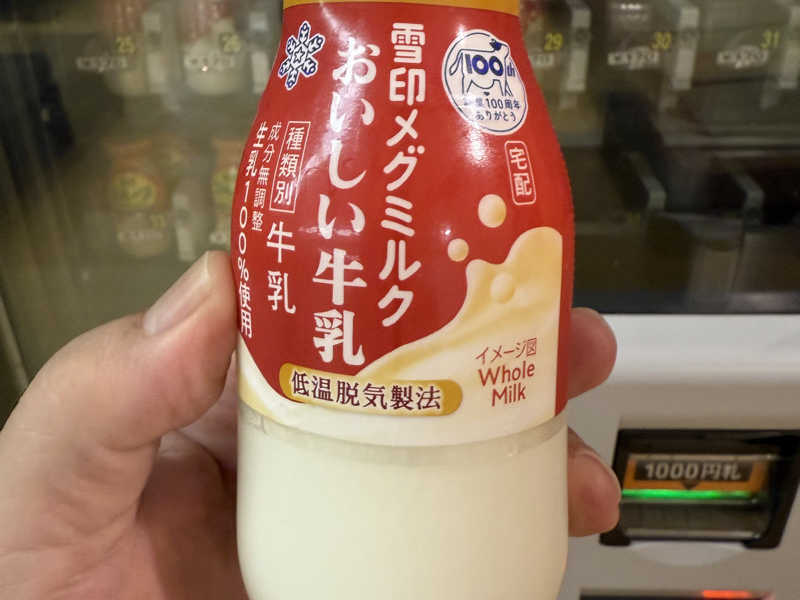 雪印メグミルク
おいしい牛乳
種類別
牛乳
成分無調整
生乳100%使用
100th
創業100周年
ありがとう
宅配
イメージ図
Whole
Milk
低温脱気製法
25
26
30
31
1000円札